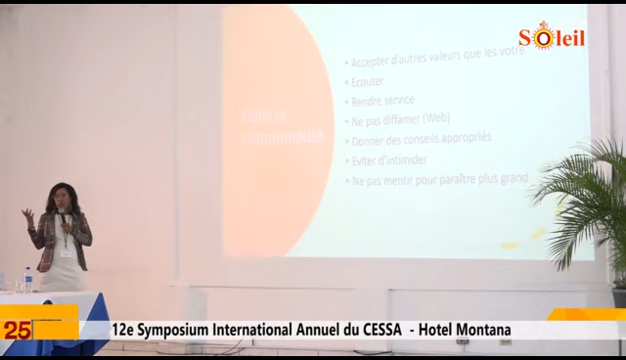 Soleil
dans la
communauté
• Accepter d'autres valeurs que les votre
• Ecouter
• Rendre service
• Ne pas diffamer (Web)
• Donner des conseils appropriés
• Eviter d'intimider
• Ne pas mentir pour paraître plus grand
25
12e Symposium International Annuel du CESSA - Hotel Montana